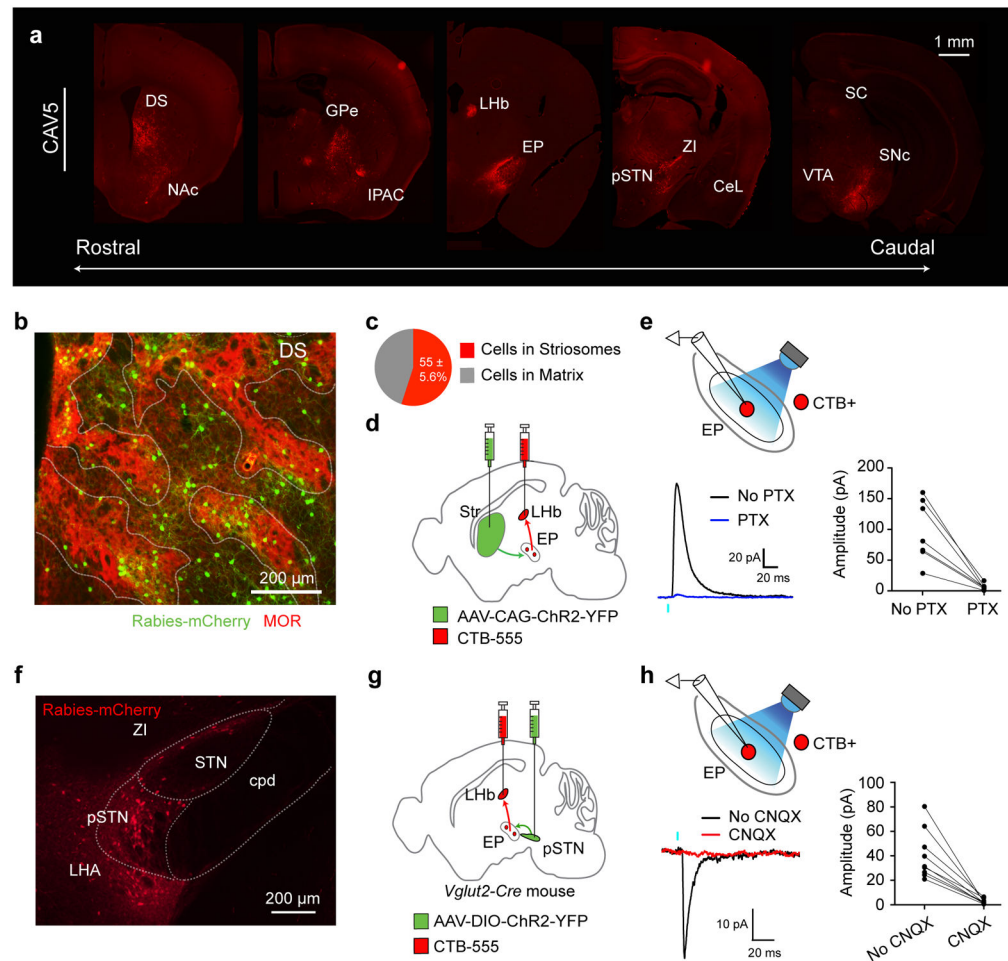 a
1 mm
CAV5
DS
NAc
GPe
IPAC
LHb
EP
pSTN
ZI
CeL
SC
SNc
VTA
Rostral
Caudal
b
DS
200 µm
Rabies-mCherry MOR
c
55 ±
5.6%
Cells in Striosomes
Cells in Matrix
d
Str
LHb
EP
AAV-CAG-ChR2-YFP
CTB-555
e
CTB+
EP
No PTX
PTX
20 pA
20 ms
Amplitude (pA)
200
150
100
50
0
No PTX
PTX
f
Rabies-mCherry
ZI
STN
cpd
pSTN
LHA
200 µm
g
LHb
EP
pSTN
Vglut2-Cre mouse
AAV-DIO-ChR2-YFP
CTB-555
h
CTB+
EP
No CNQX
CNQX
10 pA
20 ms
Amplitude (pA)
100
80
60
40
20
0
No CNQX
CNQX